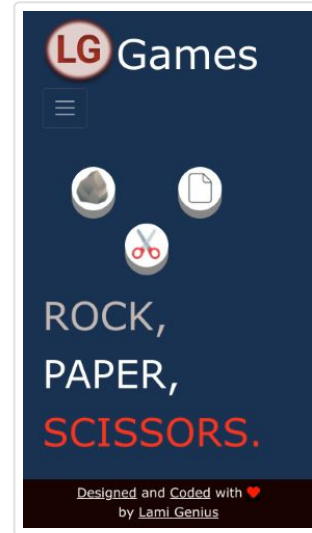 LG Games
ROCK,
PAPER,
SCISSORS.
Designed and Coded with ❤
by Lami Genius